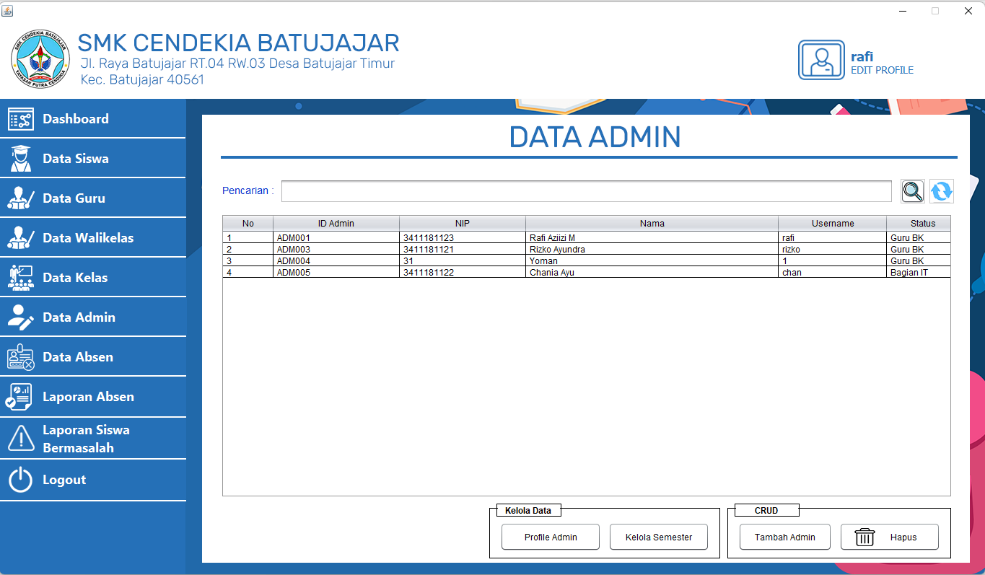 SMK CENDEKIA BATUJAJAR
Jl. Raya Batujajar RT.04 RW.03 Desa Batujajar Timur
Kec. Batujajar 40561
rafi
EDIT PROFILE
Dashboard
Data Siswa
Data Guru
Data Walikelas
Data Kelas
Data Admin
Data Absen
Laporan Absen
Laporan Siswa
Bermasalah
Logout
DATA ADMIN
Pencarian :
No ID Admin NIP Nama Username Status
1 ADM001 3411181123 Rafi Aziizi M rafi Guru BK
2 ADM003 3411181121 Rizko Ayundra rizko Guru BK
3 ADM004 31 Yoman 1 Guru BK
4 ADM005 3411181122 Chania Ayu chan Bagian IT
Kelola Data
Profile Admin Kelola Semester
CRUD
Tambah Admin Hapus